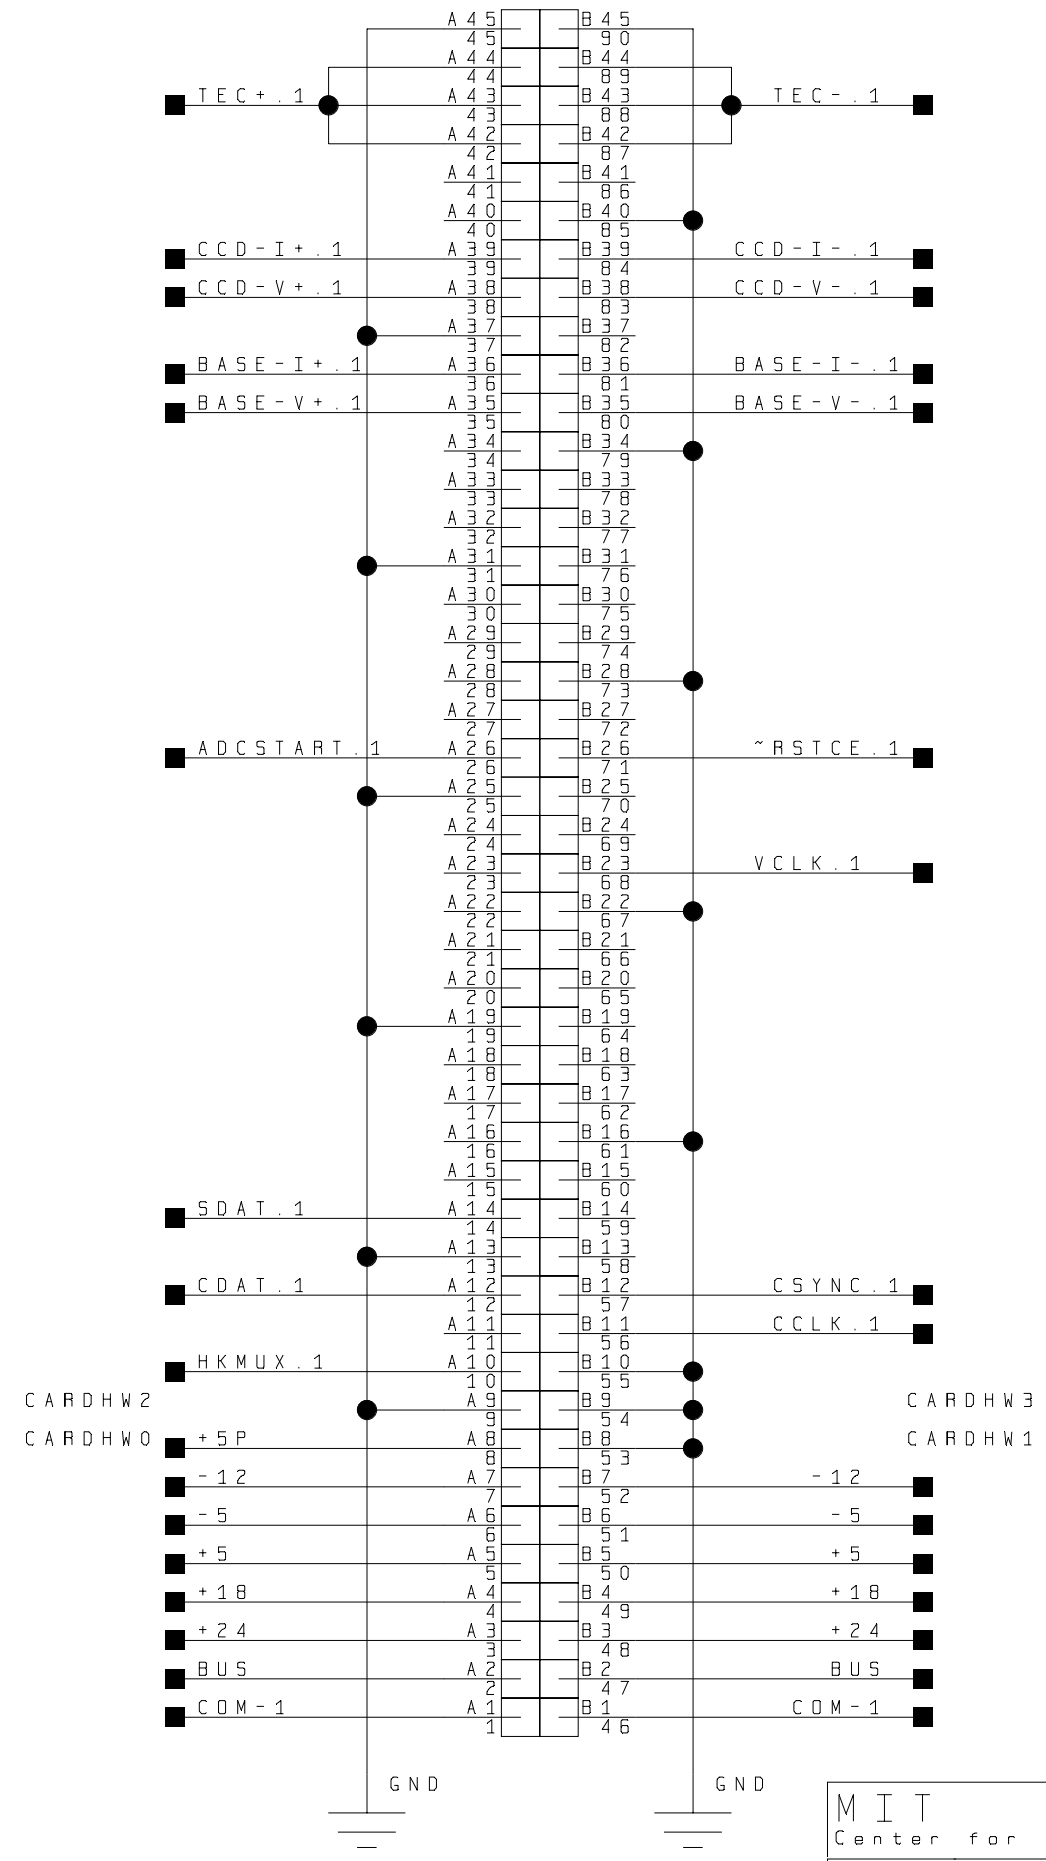 A45 B45
45 90
A44 B44
44 89
TEC+.1 A43 B43 TEC-.1
43 88
A42 B42
42 87
A41 B41
41 86
A40 B40
40 85
CCD-I+.1 A39 B39 CCD-I-.1
39 84
CCD-V+.1 A38 B38 CCD-V-.1
38 83
A37 B37
37 82
BASE-I+.1 A36 B36 BASE-I-.1
36 81
BASE-V+.1 A35 B35 BASE-V-.1
35 80
A34 B34
34 79
A33 B33
33 78
A32 B32
32 77
A31 B31
31 76
A30 B30
30 75
A29 B29
29 74
A28 B28
28 73
A27 B27
27 72
ADCSTART.1 A26 B26 ~RSTCE.1
26 71
A25 B25
25 70
A24 B24
24 69
A23 B23 VCLK.1
23 68
A22 B22
22 67
A21 B21
21 66
A20 B20
20 65
A19 B19
19 64
A18 B18
18 63
A17 B17
17 62
A16 B16
16 61
A15 B15
15 60
SDAT.1 A14 B14
14 59
A13 B13
13 58
CDAT.1 A12 B12 CSYNC.1
12 57
A11 B11 CCLK.1
11 56
HKMUX.1 A10 B10
10 55
CARDHW2 A9 B9 CARDHW3
9 54
CARDHW0 +5P A8 B8 CARDHW1
8 53
-12 A7 B7 -12
7 52
-5 A6 B6 -5
6 51
+5 A5 B5 +5
5 50
+18 A4 B4 +18
4 49
+24 A3 B3 +24
3 48
BUS A2 B2 BUS
2 47
COM-1 A1 B1 COM-1
1 46
GND GND
MIT
Center for